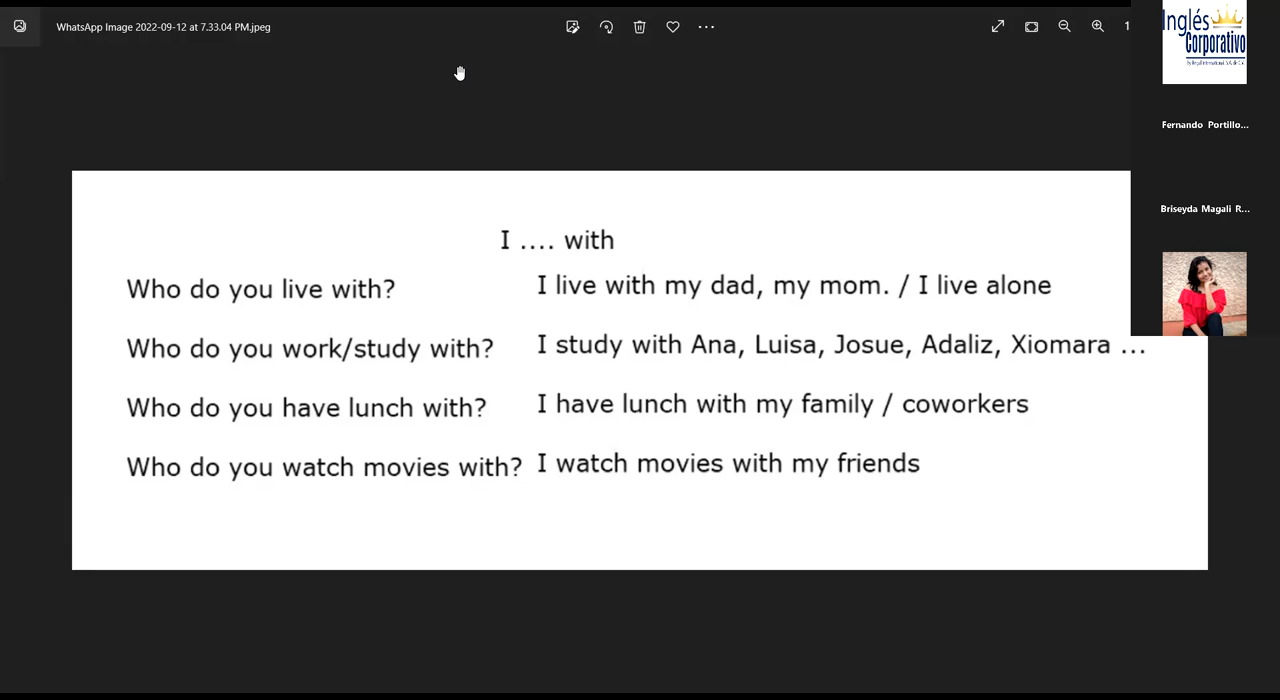 WhatsApp Image 2022-09-12 at 7.33.04 PM.jpeg
1
Inglés
Corporativo
Fernando Portillo...
Briseyda Magali R...
I .... with
Who do you live with? I live with my dad, my mom. / I live alone
Who do you work/study with? I study with Ana, Luisa, Josue, Adaliz, Xiomara ...
Who do you have lunch with? I have lunch with my family / coworkers
Who do you watch movies with? I watch movies with my friends